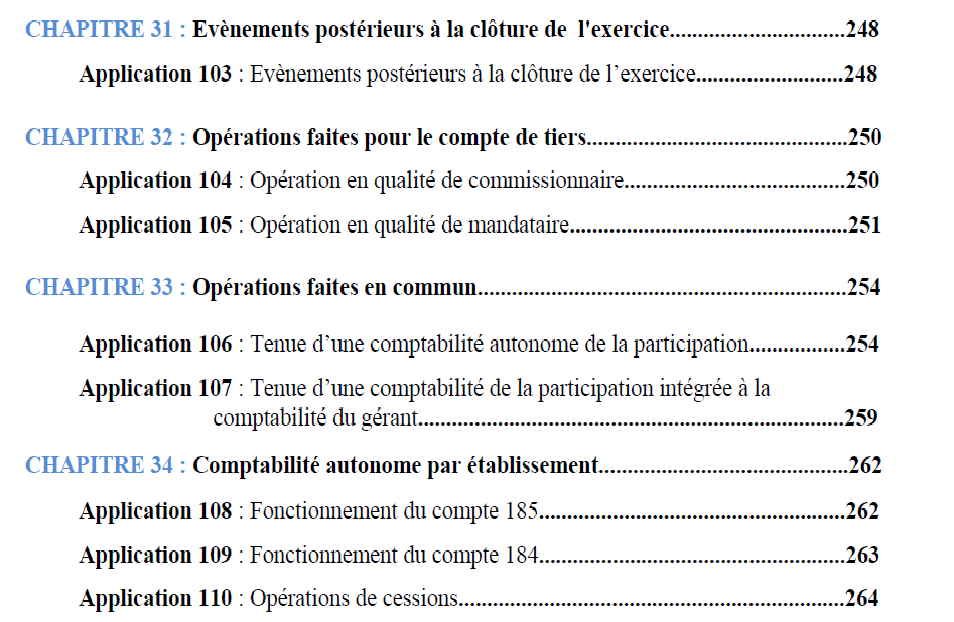 CHAPITRE 31 : Evènements postérieurs à la clôture de l'exercice..............................248
Application 103 : Evènements postérieurs à la clôture de l’exercice.........................248
CHAPITRE 32 : Opérations faites pour le compte de tiers............................................250
Application 104 : Opération en qualité de commissionnaire.....................................250
Application 105 : Opération en qualité de mandataire..............................................251
CHAPITRE 33 : Opérations faites en commun..............................................................254
Application 106 : Tenue d’une comptabilité autonome de la participation................254
Application 107 : Tenue d’une comptabilité de la participation intégrée à la
comptabilité du gérant.......................................................................259
CHAPITRE 34 : Comptabilité autonome par établissement..........................................262
Application 108 : Fonctionnement du compte 185...................................................262
Application 109 : Fonctionnement du compte 184...................................................263
Application 110 : Opérations de cessions.................................................................264